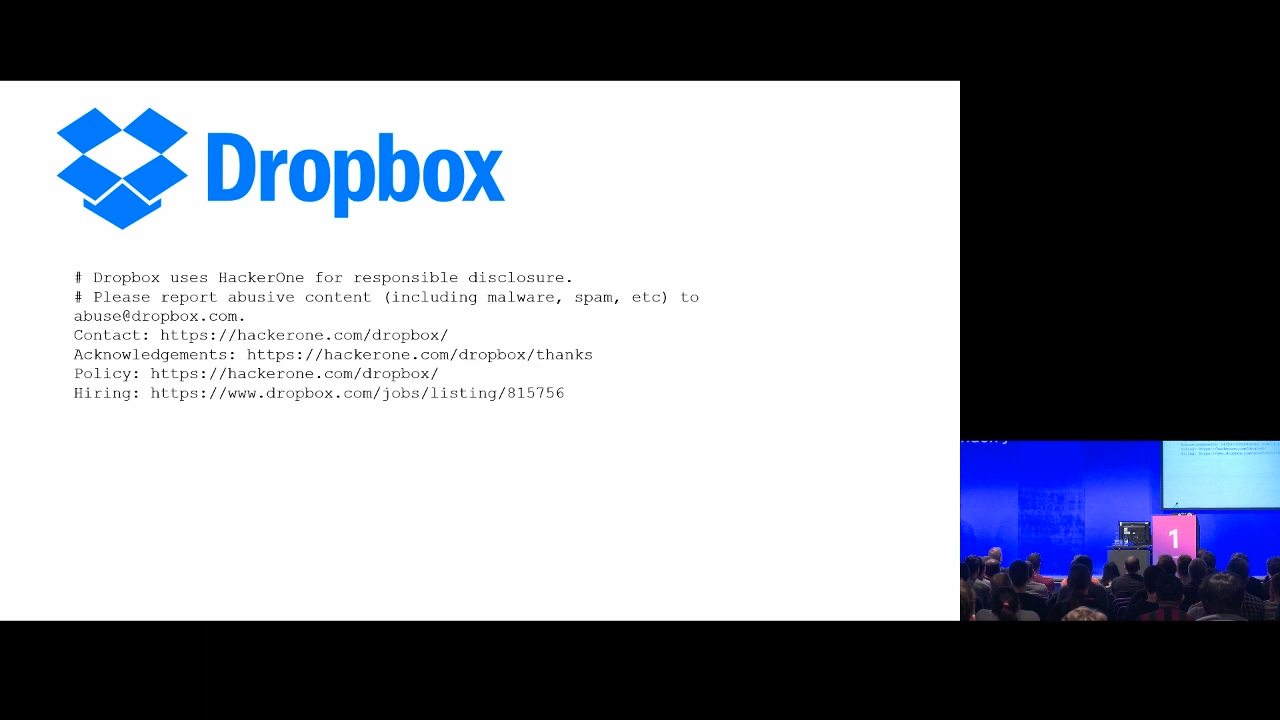 Dropbox
# Dropbox uses HackerOne for responsible disclosure.
# Please report abusive content (including malware, spam, etc) to
abuse@dropbox.com.
Contact: https://hackerone.com/dropbox/
Acknowledgements: https://hackerone.com/dropbox/thanks
Policy: https://hackerone.com/dropbox/
Hiring: https://www.dropbox.com/jobs/listing/815756
1